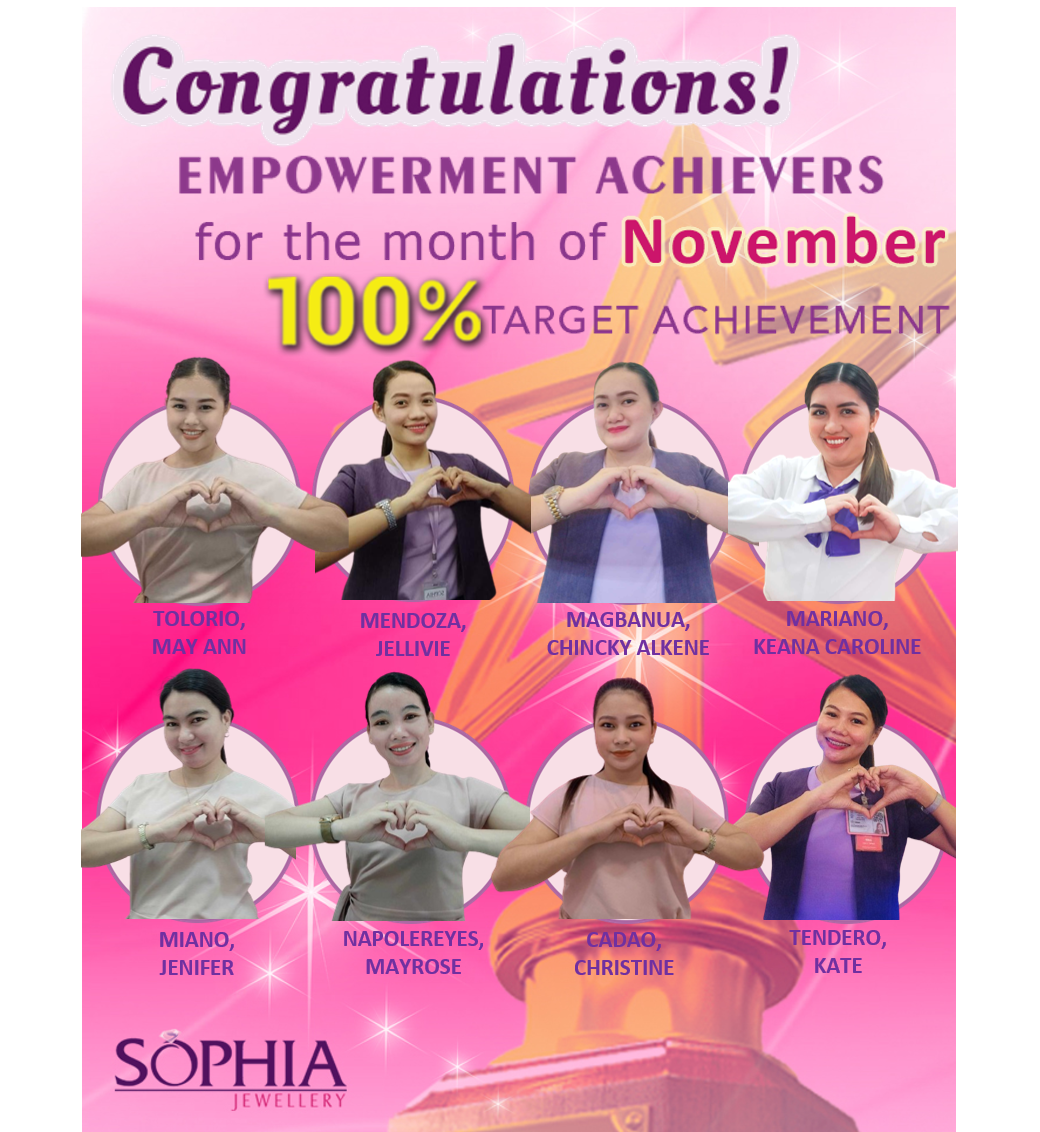 Congratulations!
EMPOWERMENT ACHIEVERS
for the month of November
100% TARGET ACHIEVEMENT
TOLORIO,
MAY ANN
MENDOZA,
JELLIVIE
MAGBANUA,
CHINCKY ALKENE
MARIANO,
KEANA CAROLINE
MIANO,
JENIFER
NAPOLEREYES,
MAYROSE
CADAO,
CHRISTINE
TENDERO,
KATE
SOPHIA
JEWELLERY